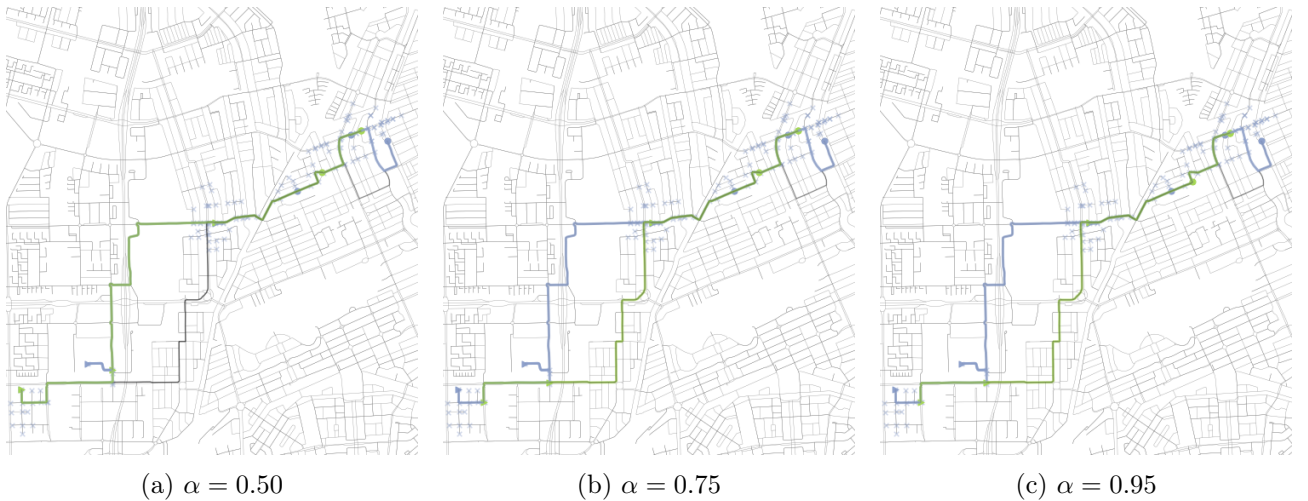 (a) α = 0.50
(b) α = 0.75
(c) α = 0.95